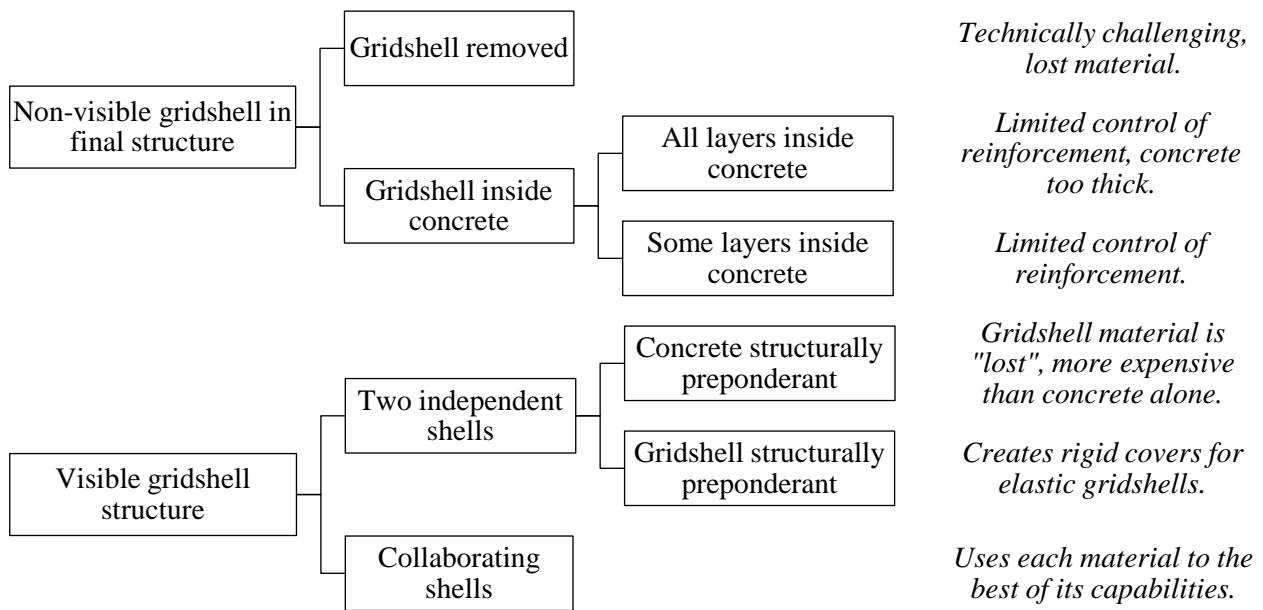 Gridshell removed
Technically challenging,
lost material.
Non-visible gridshell in
final structure
All layers inside
concrete
Limited control of
reinforcement, concrete
too thick.
Gridshell inside
concrete
Some layers inside
concrete
Limited control of
reinforcement.
Concrete structurally
preponderant
Gridshell material is
"lost", more expensive
than concrete alone.
Two independent
shells
Gridshell structurally
preponderant
Creates rigid covers for
elastic gridshells.
Visible gridshell
structure
Collaborating
shells
Uses each material to the
best of its capabilities.